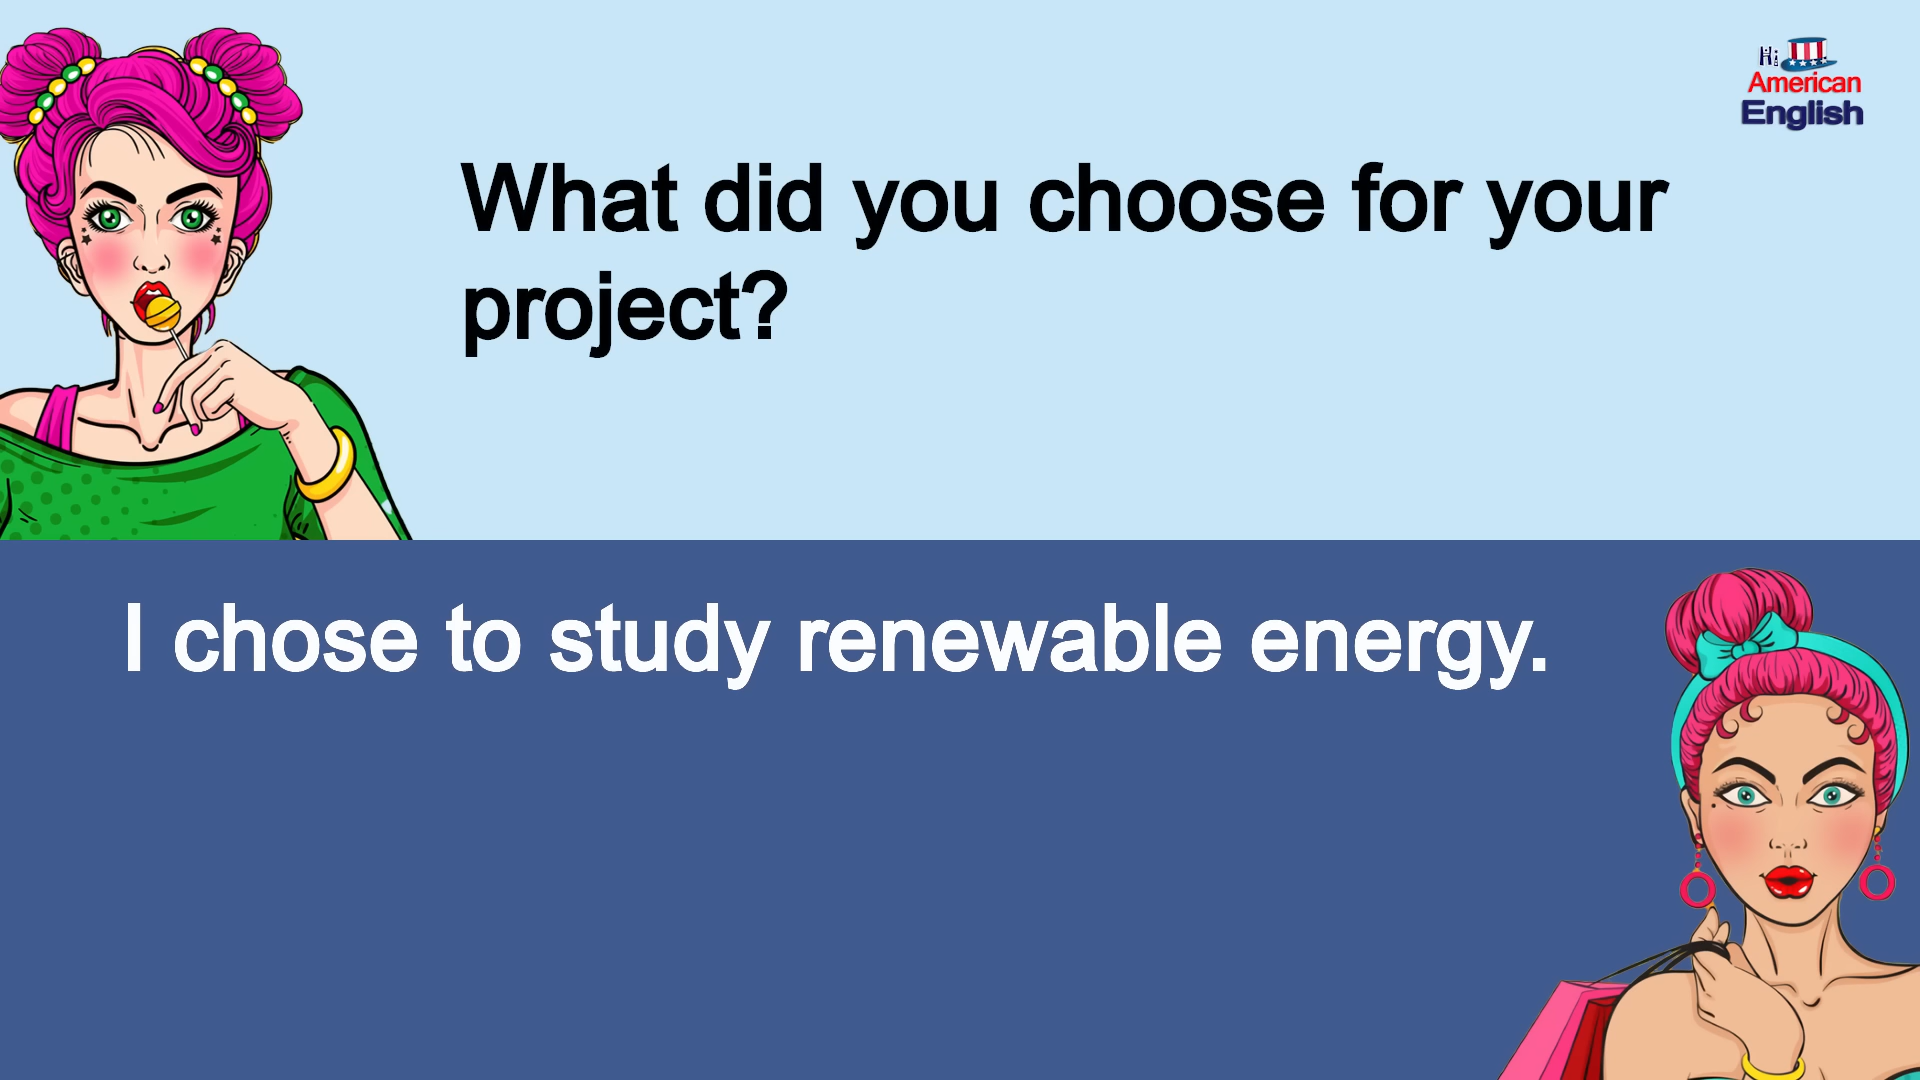 Hi
American
English
What did you choose for your
project?
I chose to study renewable energy.